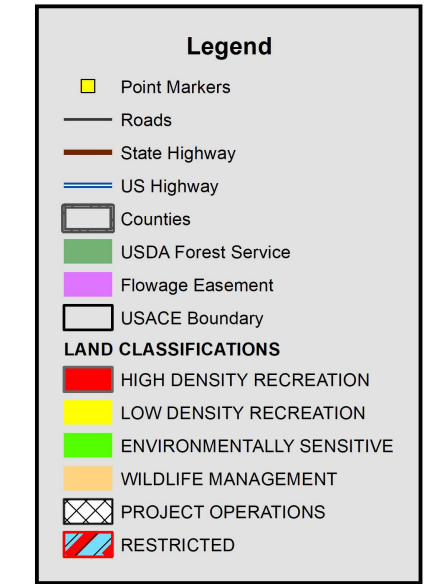 Legend
Point Markers
Roads
State Highway
US Highway
Counties
USDA Forest Service
Flowage Easement
USACE Boundary
LAND CLASSIFICATIONS
HIGH DENSITY RECREATION
LOW DENSITY RECREATION
ENVIRONMENTALLY SENSITIVE
WILDLIFE MANAGEMENT
PROJECT OPERATIONS
RESTRICTED